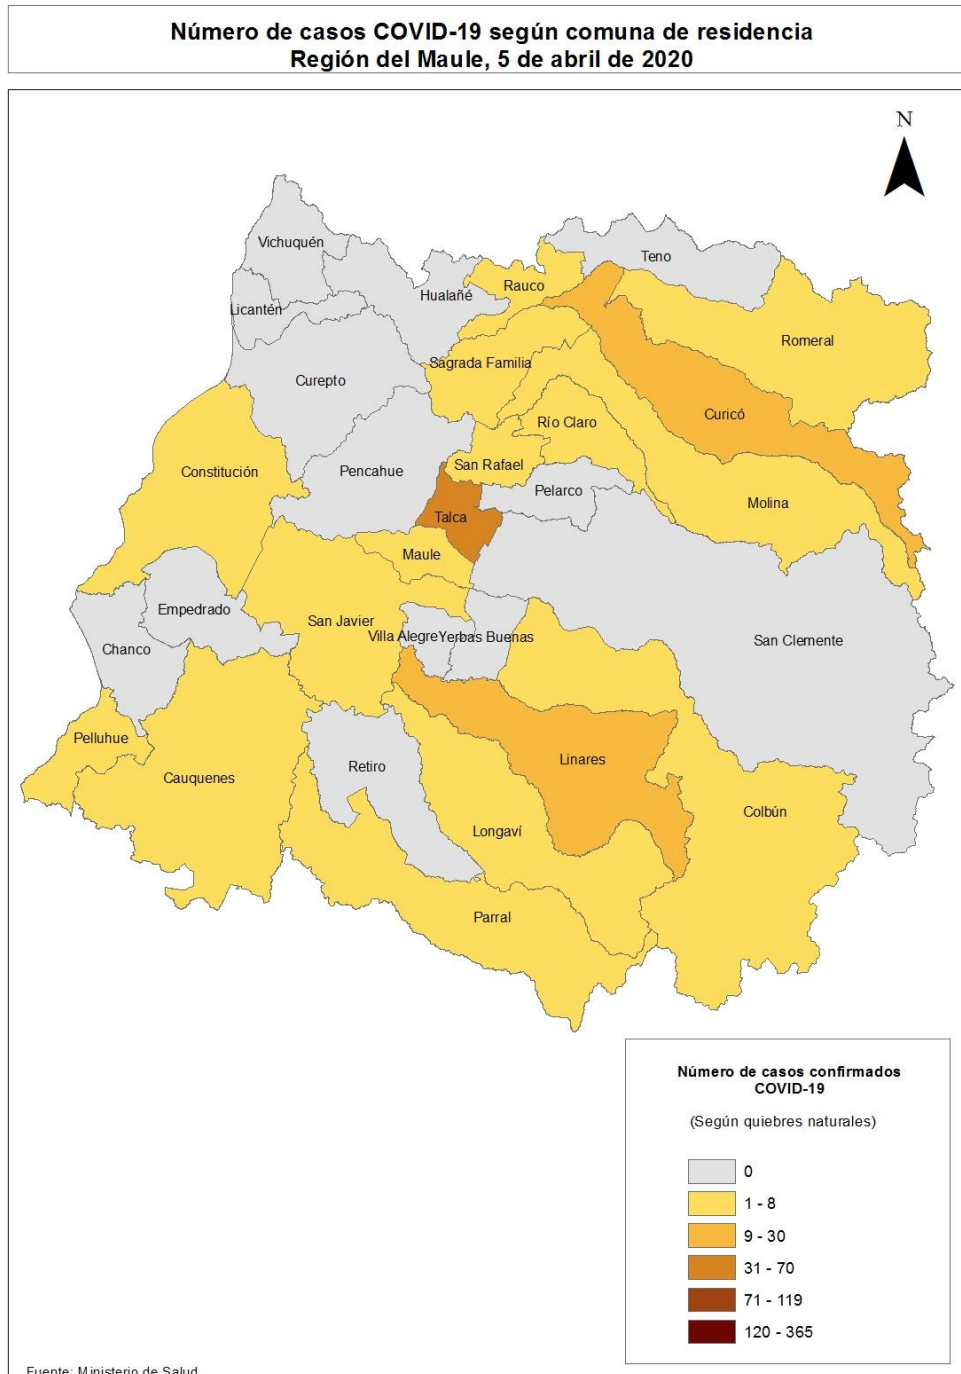 Número de casos COVID-19 según comuna de residencia
Región del Maule, 5 de abril de 2020
N
Vichuquén
Teno
Hualañé
Rauco
Licantén
Romeral
Sagrada Familia
Curepto
Curicó
Río Claro
San Rafael
Constitución
Pencahue
Pelarco
Molina
Talca
Maule
Empedrado
San Javier
Villa Alegre
Yerbas Buenas
San Clemente
Chanco
Pelluhue
Linares
Retiro
Cauquenes
Colbún
Longaví
Parral
Número de casos confirmados
COVID-19
(Según quiebres naturales)
0
1 - 8
9 - 30
31 - 70
71 - 119
120 - 365
Fuente: Ministerio de Salud